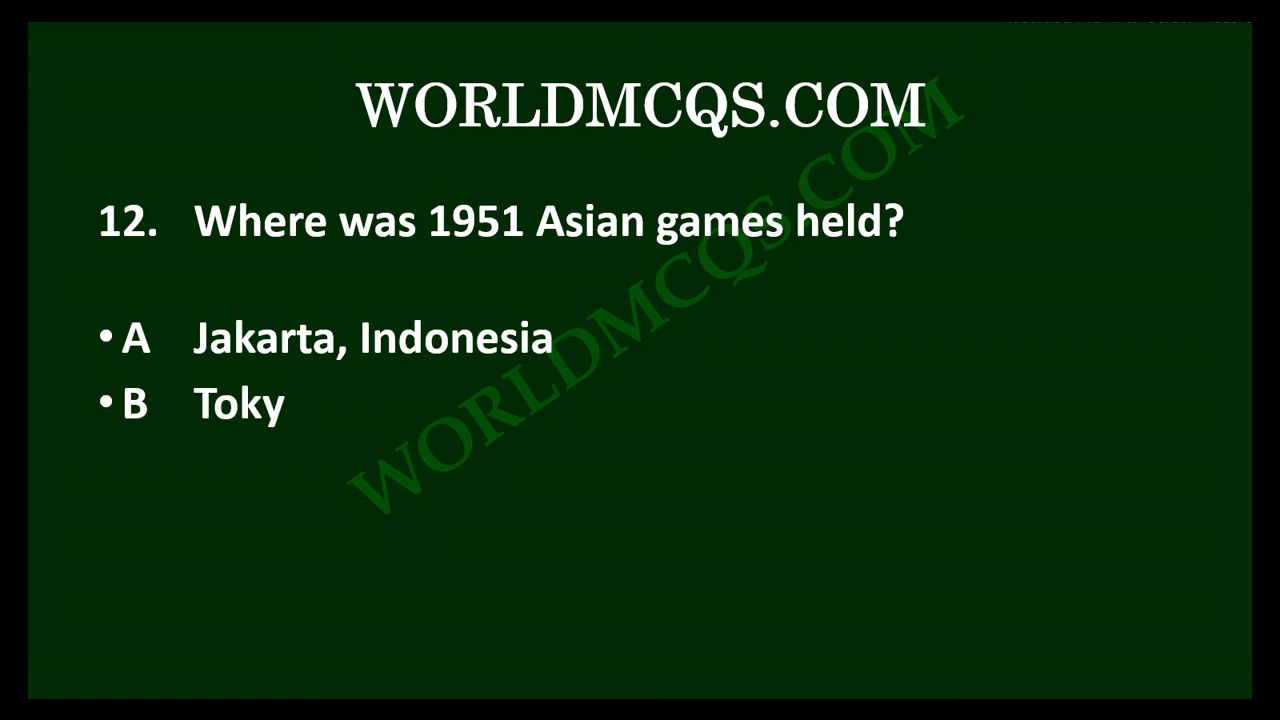 WORLDMCQS.COM
12. Where was 1951 Asian games held?
• A Jakarta, Indonesia
• B Toky
WORLDMCQS.COM